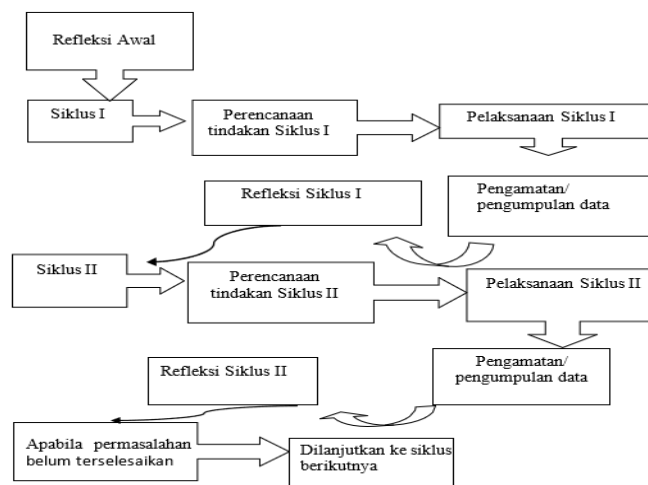 Refleksi Awal
Siklus I
Perencanaan
tindakan Siklus I
Pelaksanaan Siklus I
Pengamatan/
pengumpulan data
Refleksi Siklus I
Siklus II
Perencanaan
tindakan Siklus II
Pelaksanaan Siklus II
Pengamatan/
pengumpulan data
Refleksi Siklus II
Apabila permasalahan
belum terselesaikan
Dilanjutkan ke siklus
berikutnya